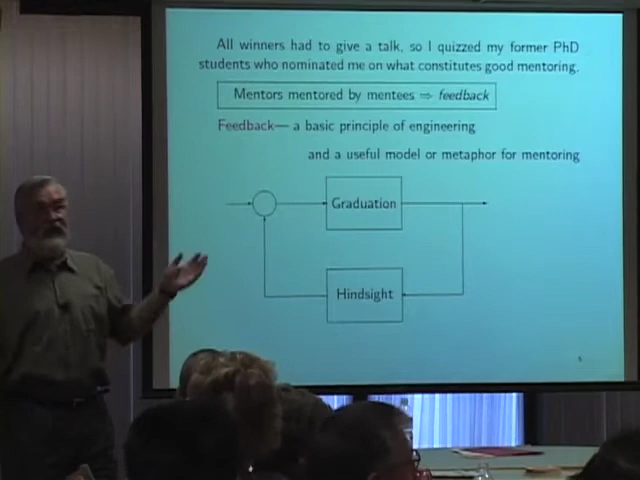 All winners had to give a talk, so I quizzed my former PhD
students who nominated me on what constitutes good mentoring.
Mentors mentored by mentees ⇒ feedback
Feedback— a basic principle of engineering
and a useful model or metaphor for mentoring
Graduation
Hindsight